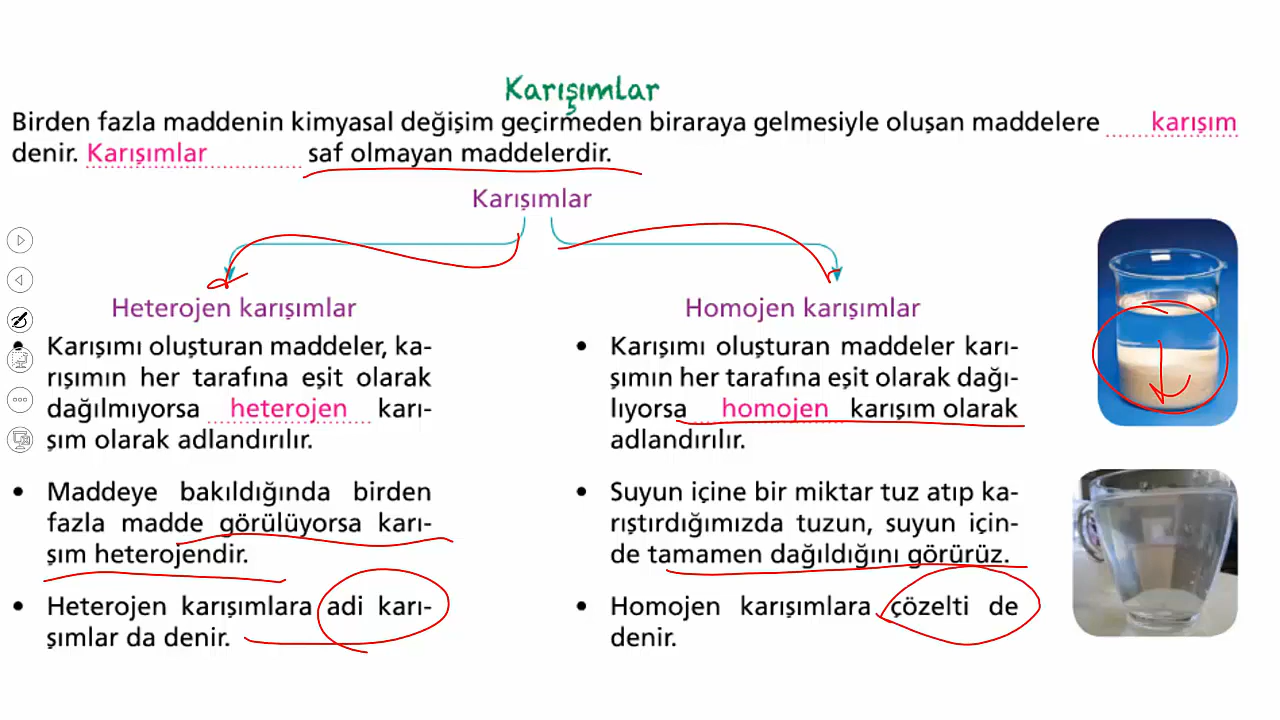 Karışımlar
Birden fazla maddenin kimyasal değişim geçirmeden biraraya gelmesiyle oluşan maddelere karışım
denir. Karışımlar saf olmayan maddelerdir.
Karışımlar
Heterojen karışımlar
Karışımı oluşturan maddeler, ka-
rışımın her tarafına eşit olarak
dağılmıyorsa heterojen karı-
şım olarak adlandırılır.
• Maddeye bakıldığında birden
fazla madde görülüyorsa karı-
şım heterojendir.
• Heterojen karışımlara adi karı-
şımlar da denir.
Homojen karışımlar
• Karışımı oluşturan maddeler karı-
şımın her tarafına eşit olarak dağı-
lıyorsa homojen karışım olarak
adlandırılır.
• Suyun içine bir miktar tuz atıp ka-
rıştırdığımızda tuzun, suyun için-
de tamamen dağıldığını görürüz.
• Homojen karışımlara çözelti de
denir.